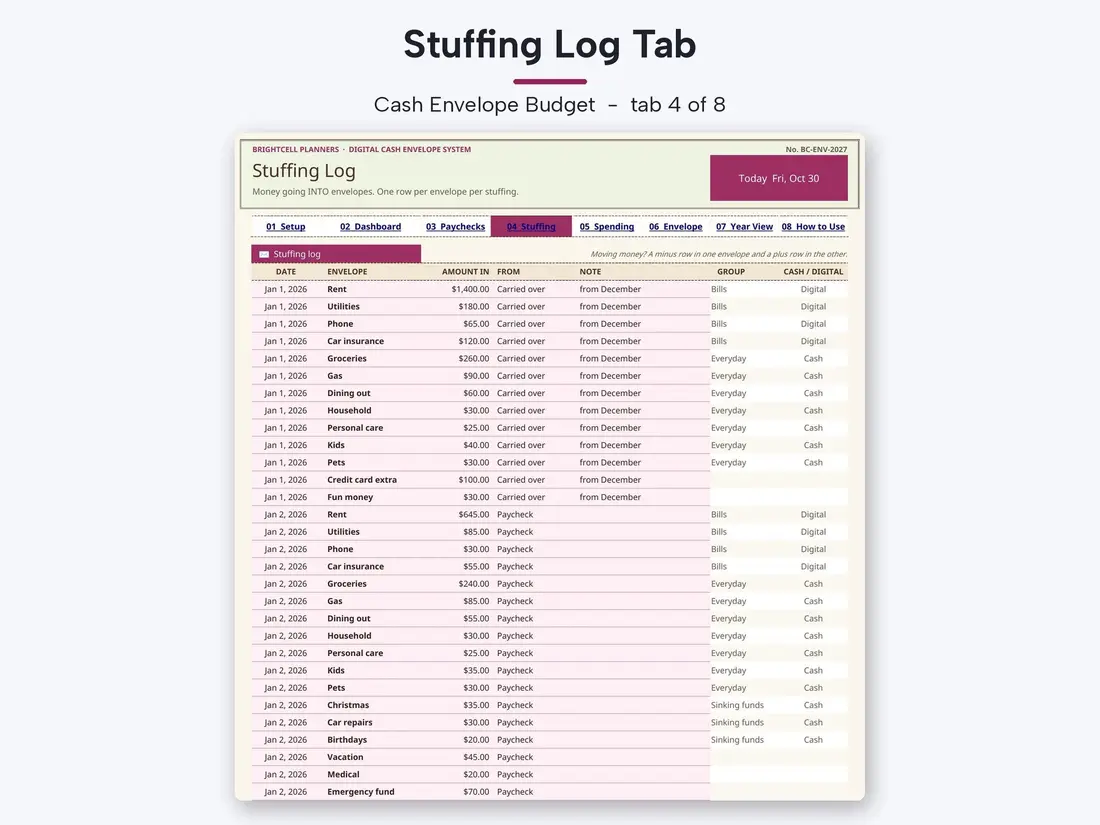 Stuffing Log Tab
Cash Envelope Budget – tab 4 of 8
BRIGHTCELL PLANNERS · DIGITAL CASH ENVELOPE SYSTEM No. BC-ENV-2027
Stuffing Log
Today Fri, Oct 30
Money going INTO envelopes. One row per envelope per stuffing.
01 Setup 02 Dashboard 03 Paychecks 04 Stuffing 05 Spending 06 Envelope 07 Year View 08 How to Use
Stuffing log Moving money? A minus row in one envelope and a plus row in the other.
DATE ENVELOPE AMOUNT IN FROM NOTE GROUP CASH / DIGITAL
Jan 1, 2026 Rent $1,400.00 Carried over from December Bills Digital
Jan 1, 2026 Utilities $180.00 Carried over from December Bills Digital
Jan 1, 2026 Phone $65.00 Carried over from December Bills Digital
Jan 1, 2026 Car insurance $120.00 Carried over from December Bills Digital
Jan 1, 2026 Groceries $260.00 Carried over from December Everyday Cash
Jan 1, 2026 Gas $90.00 Carried over from December Everyday Cash
Jan 1, 2026 Dining out $60.00 Carried over from December Everyday Cash
Jan 1, 2026 Household $30.00 Carried over from December Everyday Cash
Jan 1, 2026 Personal care $25.00 Carried over from December Everyday Cash
Jan 1, 2026 Kids $40.00 Carried over from December Everyday Cash
Jan 1, 2026 Pets $30.00 Carried over from December Everyday Cash
Jan 1, 2026 Credit card extra $100.00 Carried over from December
Jan 1, 2026 Fun money $30.00 Carried over from December
Jan 2, 2026 Rent $645.00 Paycheck Bills Digital
Jan 2, 2026 Utilities $85.00 Paycheck Bills Digital
Jan 2, 2026 Phone $30.00 Paycheck Bills Digital
Jan 2, 2026 Car insurance $55.00 Paycheck Bills Digital
Jan 2, 2026 Groceries $240.00 Paycheck Everyday Cash
Jan 2, 2026 Gas $85.00 Paycheck Everyday Cash
Jan 2, 2026 Dining out $55.00 Paycheck Everyday Cash
Jan 2, 2026 Household $30.00 Paycheck Everyday Cash
Jan 2, 2026 Personal care $25.00 Paycheck Everyday Cash
Jan 2, 2026 Kids $35.00 Paycheck Everyday Cash
Jan 2, 2026 Pets $30.00 Paycheck Everyday Cash
Jan 2, 2026 Christmas $35.00 Paycheck Sinking funds Cash
Jan 2, 2026 Car repairs $30.00 Paycheck Sinking funds Cash
Jan 2, 2026 Birthdays $20.00 Paycheck Sinking funds Cash
Jan 2, 2026 Vacation $45.00 Paycheck
Jan 2, 2026 Medical $20.00 Paycheck
Jan 2, 2026 Emergency fund $70.00 Paycheck